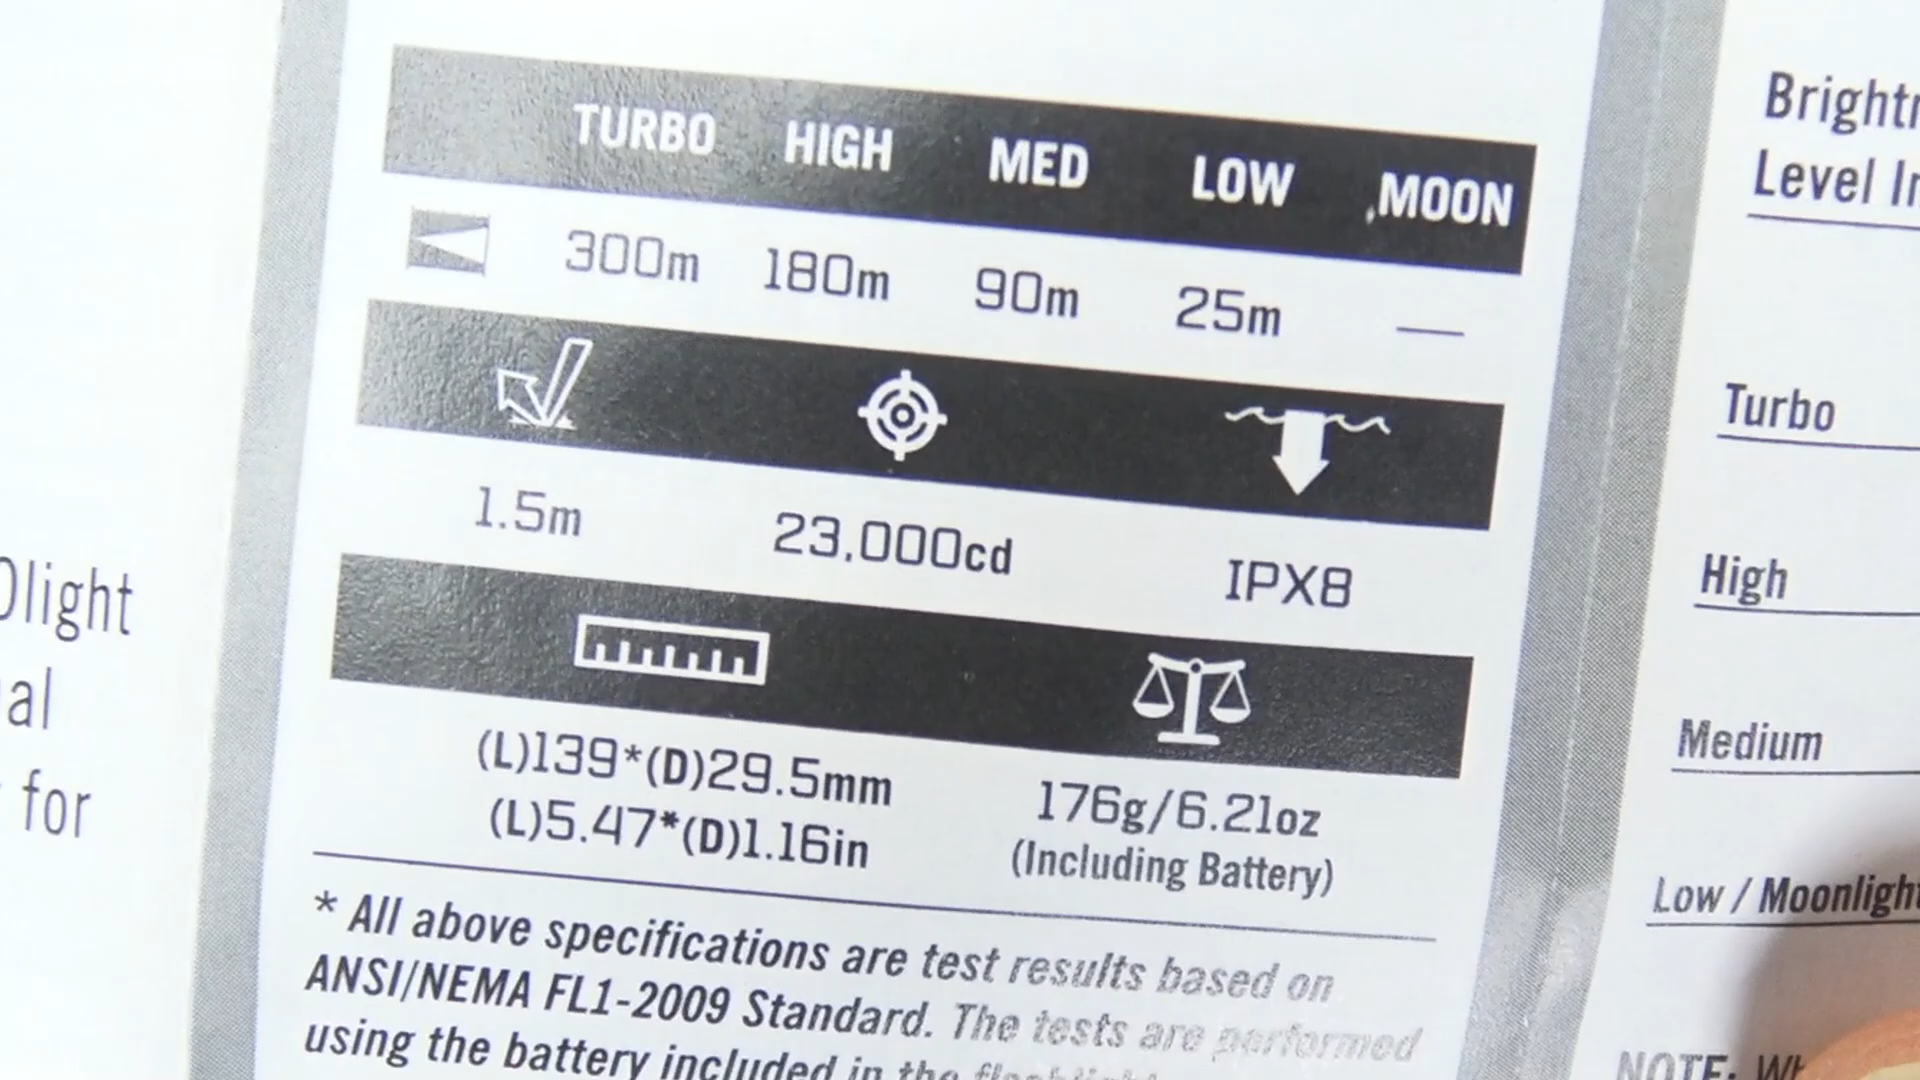 TURBO HIGH MED LOW MOON
300m 180m 90m 25m —
1.5m 23,000cd IPX8
(L)139*(D)29.5mm
(L)5.47*(D)1.16in
176g/6.21oz
(Including Battery)
* All above specifications are test results based on
ANSI/NEMA FL1-2009 Standard. The tests are performed
using the battery included in the
Olight
for
Level
Turbo
High
Medium
Low / Moonlight
NOTE: